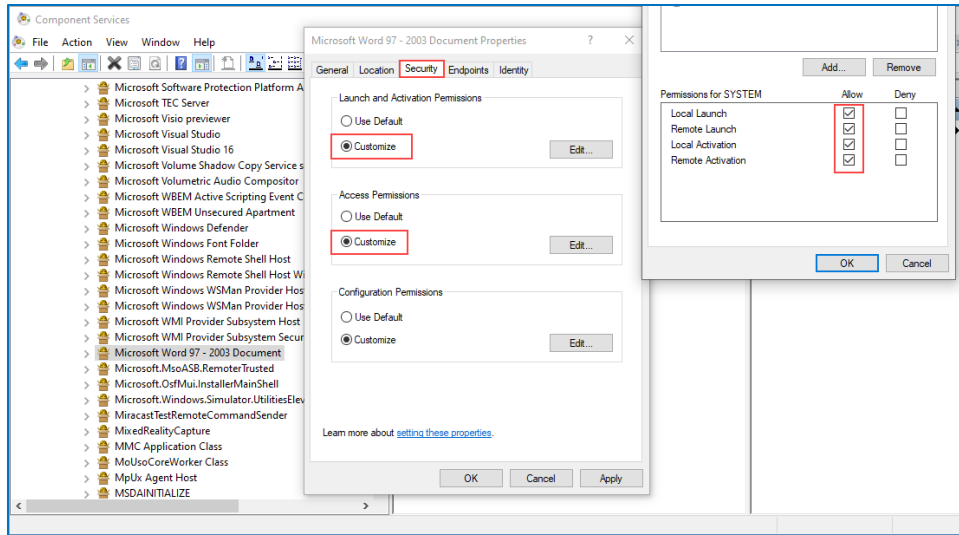 Component Services
File Action View Window Help
Microsoft Software Protection Platform A
Microsoft TEC Server
Microsoft Visio previewer
Microsoft Visual Studio
Microsoft Visual Studio 16
Microsoft Volume Shadow Copy Service s
Microsoft Volumetric Audio Compositor
Microsoft WBEM Active Scripting Event C
Microsoft WBEM Unsecured Apartment
Microsoft Windows Defender
Microsoft Windows Font Folder
Microsoft Windows Remote Shell Host
Microsoft Windows Remote Shell Host Wi
Microsoft Windows WSMan Provider Hos
Microsoft Windows WSMan Provider Hos
Microsoft WMI Provider Subsystem Host
Microsoft WMI Provider Subsystem Secur
Microsoft Word 97 - 2003 Document
Microsoft.MsoASB.RemoterTrusted
Microsoft.OsfMui.InstallerMainShell
Microsoft.Windows.Simulator.UtilitiesElev
MiracastTestRemoteCommandSender
MixedRealityCapture
MMC Application Class
MoUsoCoreWorker Class
MpUx Agent Host
MSDAINITIALIZE
Microsoft Word 97 - 2003 Document Properties
General Location Security Endpoints Identity
Launch and Activation Permissions
Use Default
Customize
Edit...
Access Permissions
Use Default
Customize
Edit...
Configuration Permissions
Use Default
Customize
Edit...
Learn more about setting these properties.
OK Cancel Apply
Add... Remove
Permissions for SYSTEM Allow Deny
Local Launch
Remote Launch
Local Activation
Remote Activation
OK Cancel